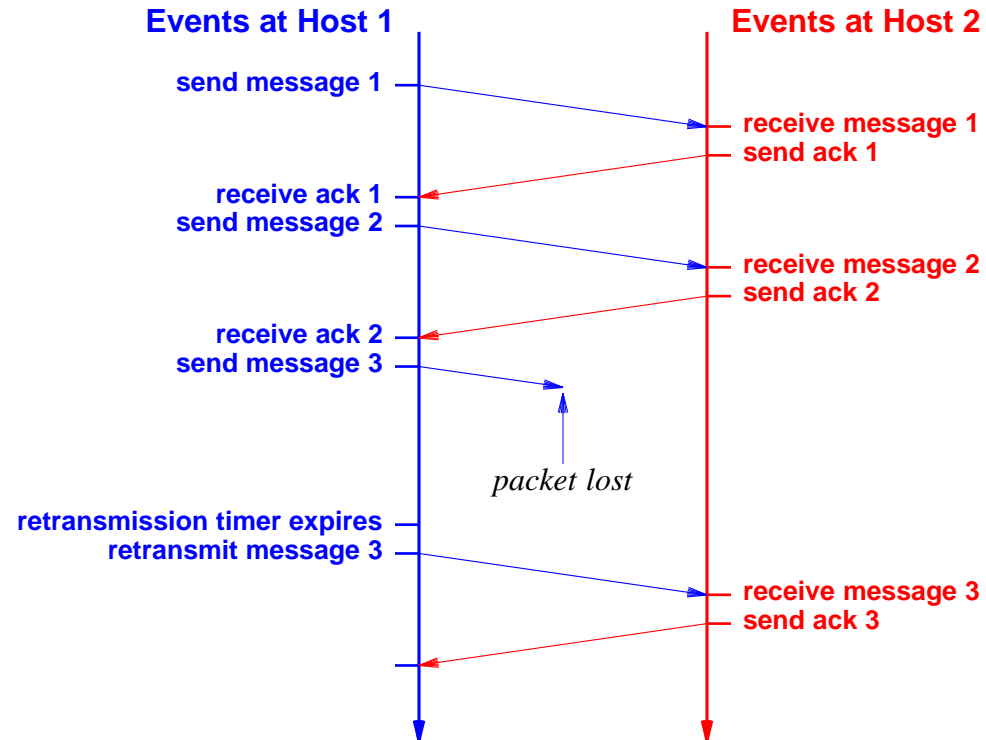 Events at Host 1
Events at Host 2
send message 1
receive message 1
send ack 1
receive ack 1
send message 2
receive message 2
send ack 2
receive ack 2
send message 3
packet lost
retransmission timer expires
retransmit message 3
receive message 3
send ack 3